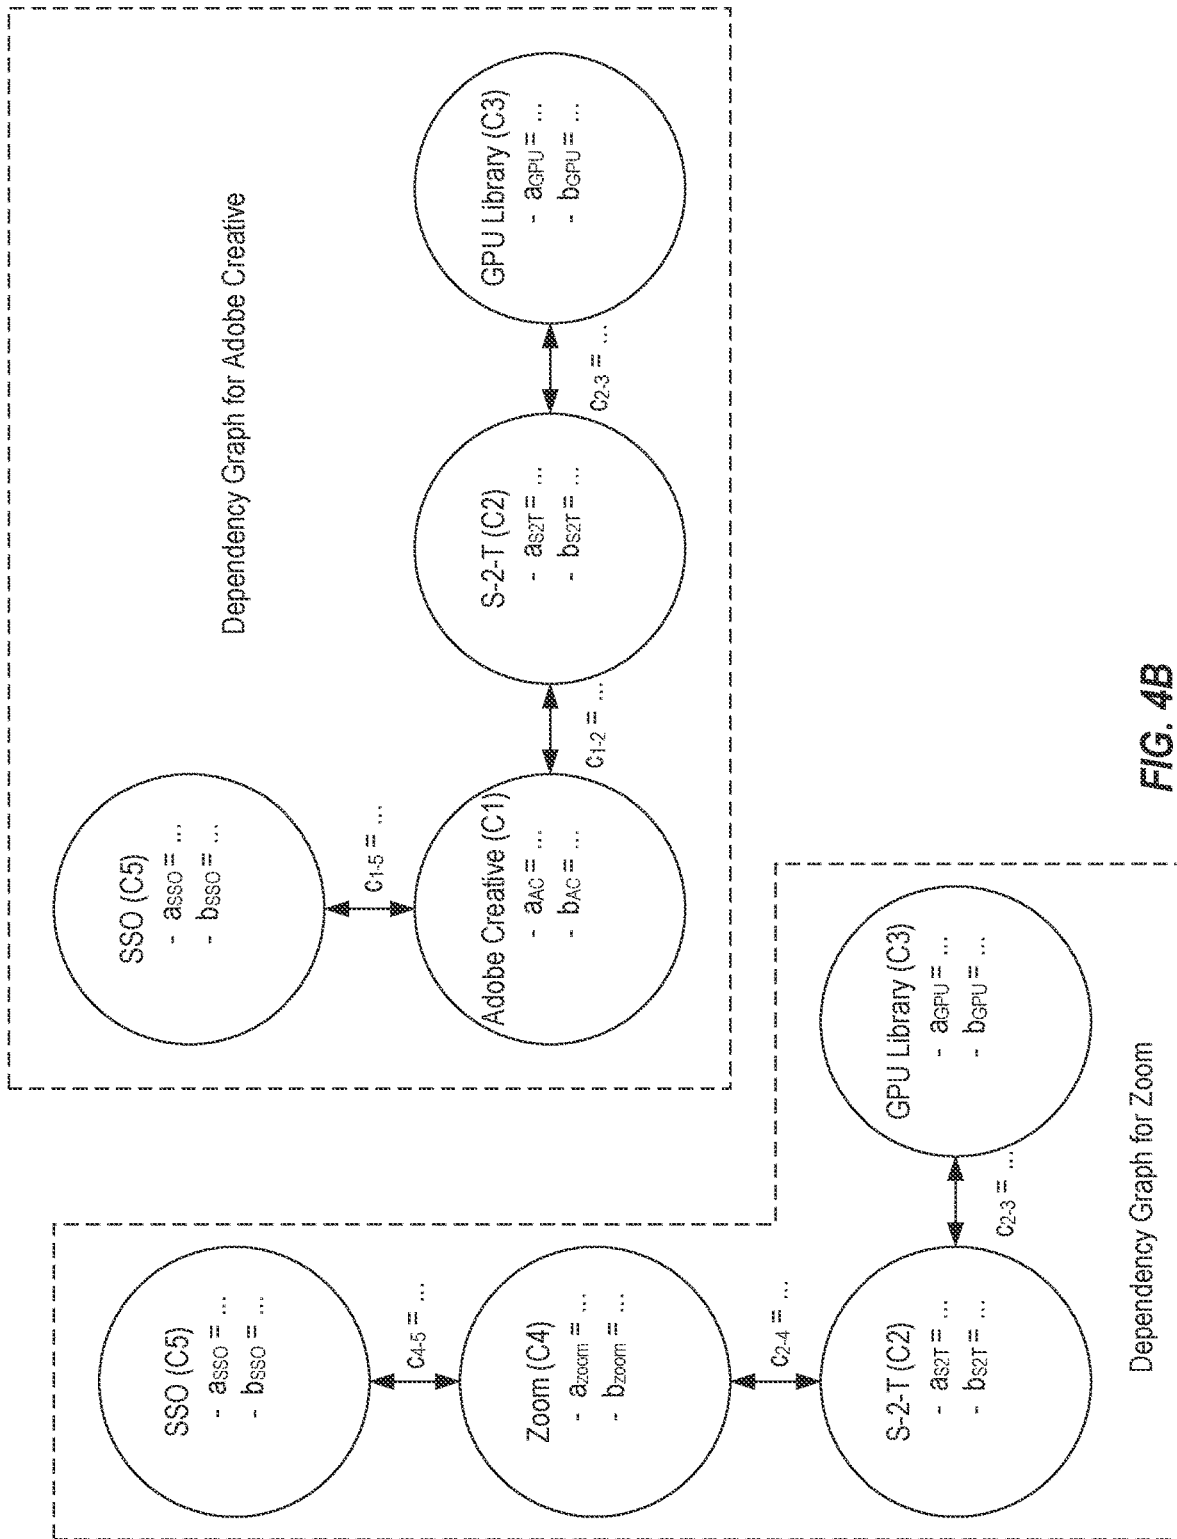 Dependency Graph for Adobe Creative
SSO (C5)
- aSSO = ...
- bSSO = ...
c1-5 = ...
Adobe Creative (C1)
- aAC = ...
- bAC = ...
c1-2 = ...
S-2-T (C2)
- aS2T = ...
- bS2T = ...
c2-3 = ...
GPU Library (C3)
- aGPU = ...
- bGPU = ...
SSO (C5)
- aSSO = ...
- bSSO = ...
c4-5 = ...
Zoom (C4)
- azoom = ...
- bzoom = ...
c2-4 = ...
S-2-T (C2)
- aS2T = ...
- bS2T = ...
c2-3 = ...
GPU Library (C3)
- aGPU = ...
- bGPU = ...
Dependency Graph for Zoom
FIG. 4B